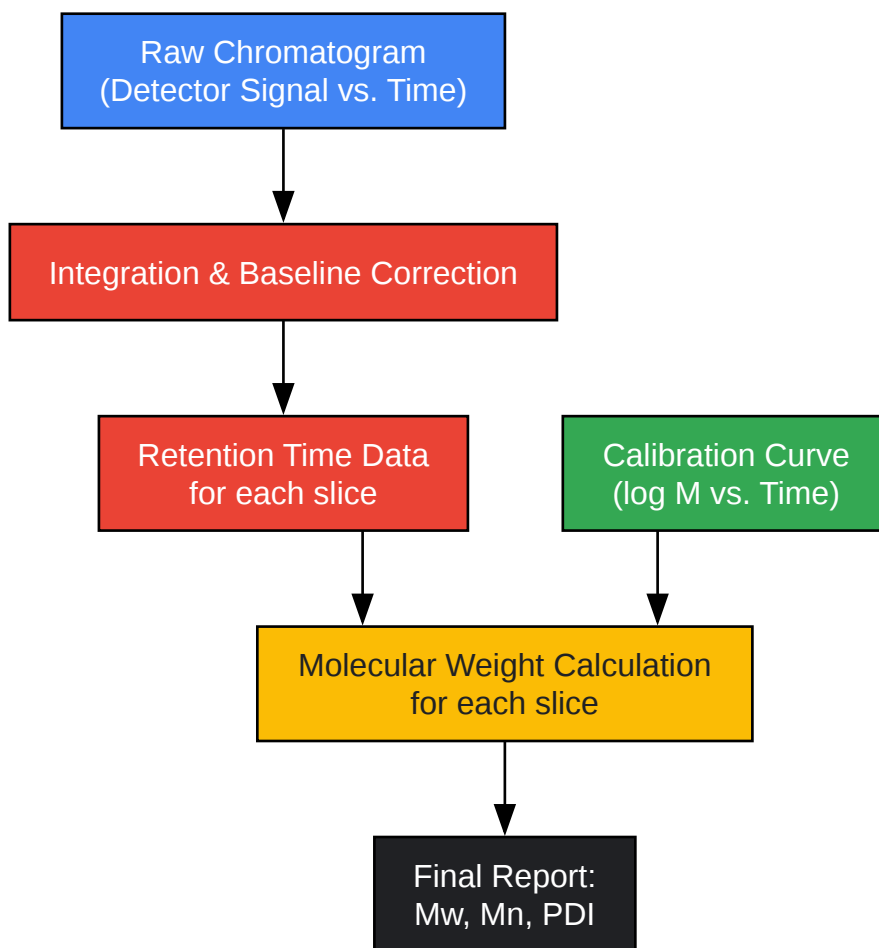 Raw Chromatogram
(Detector Signal vs. Time)
Integration & Baseline Correction
Retention Time Data
for each slice
Calibration Curve
(log M vs. Time)
Molecular Weight Calculation
for each slice
Final Report:
Mw, Mn, PDI